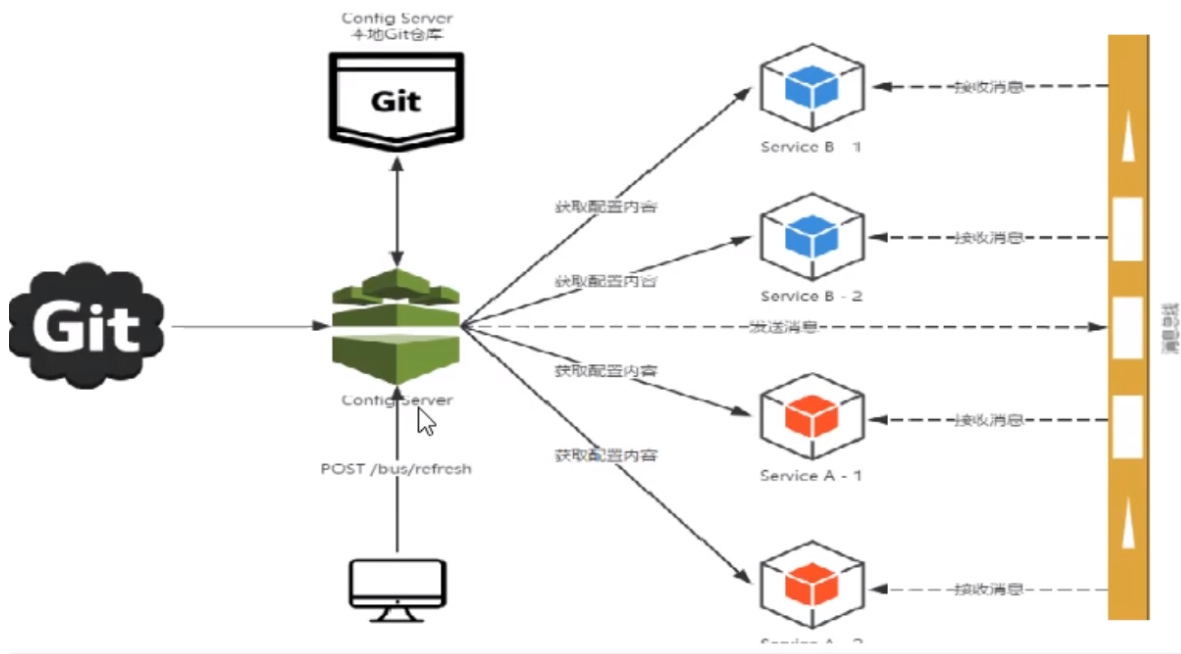 Config Server
本地Git仓库
Git
Git
Config Server
POST /bus/refresh
获取配置内容
获取配置内容
发送消息
获取配置内容
获取配置内容
Service B - 1
Service B - 2
Service A - 1
Service A - 2
接收消息
接收消息
接收消息
接收消息
消息总线